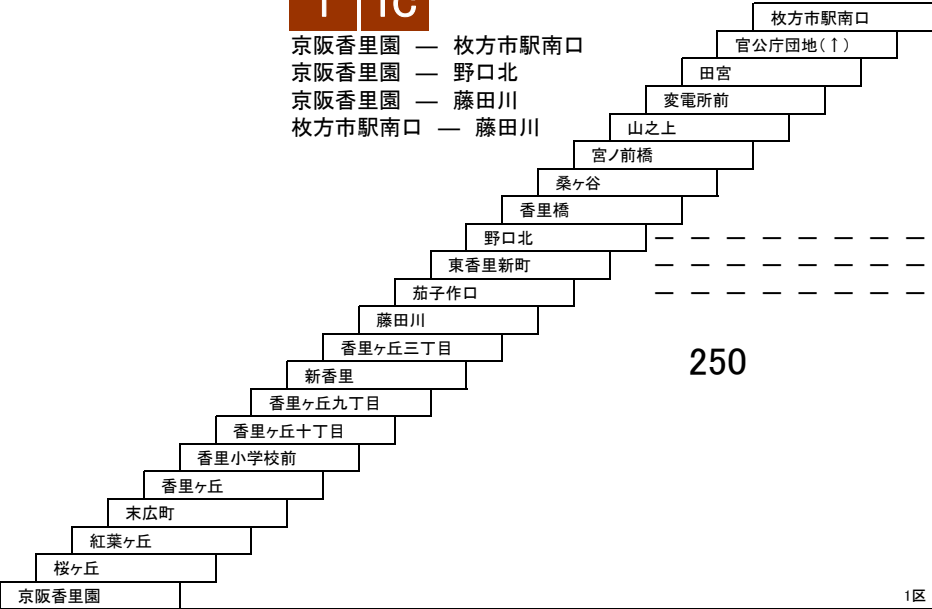 1 1C
京阪香里園 ― 枚方市駅南口
京阪香里園 ― 野口北
京阪香里園 ― 藤田川
枚方市駅南口 ― 藤田川
枚方市駅南口
官公庁団地(↑)
田宮
変電所前
山之上
宮ノ前橋
桑ヶ谷
香里橋
野口北
東香里新町
茄子作口
藤田川
香里ヶ丘三丁目
250
新香里
香里ヶ丘九丁目
香里ヶ丘十丁目
香里小学校前
香里ヶ丘
末広町
紅葉ヶ丘
桜ヶ丘
京阪香里園
1区